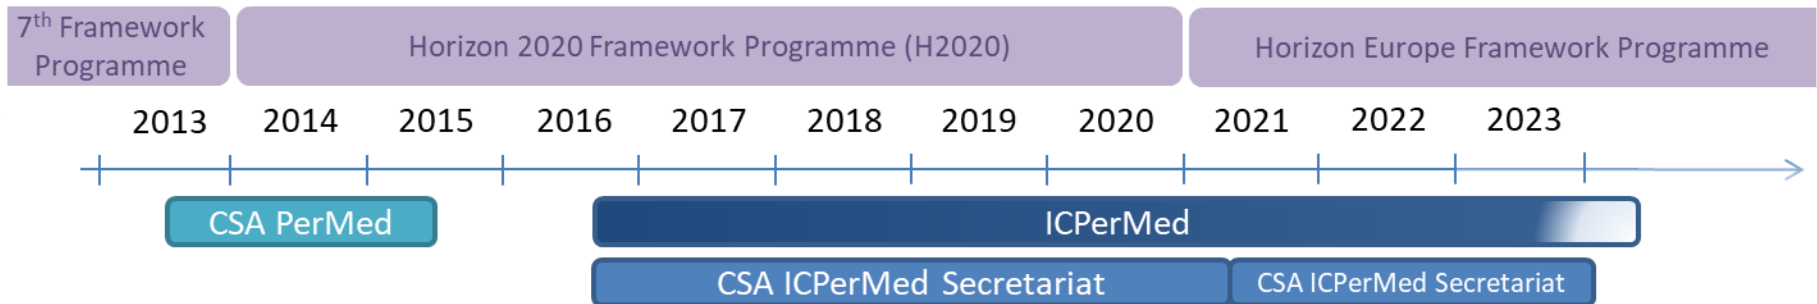 7th Framework
Programme
Horizon 2020 Framework Programme (H2020)
Horizon Europe Framework Programme
2013 2014 2015 2016 2017 2018 2019 2020 2021 2022 2023
CSA PerMed
ICPerMed
CSA ICPerMed Secretariat
CSA ICPerMed Secretariat